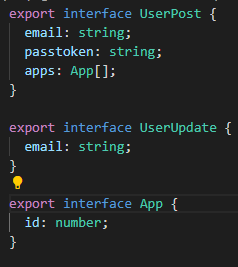 export interface UserPost {
  email: string;
  passtoken: string;
  apps: App[];
}
export interface UserUpdate {
  email: string;
}
export interface App {
  id: number;
}